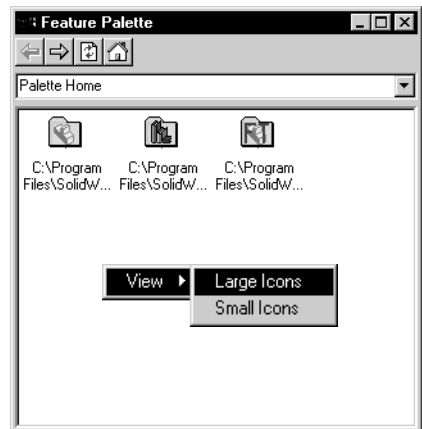 Feature Palette
Palette Home
C:\Program C:\Program C:\Program
Files\SolidW... Files\SolidW... Files\SolidW...
View Large Icons
Small Icons